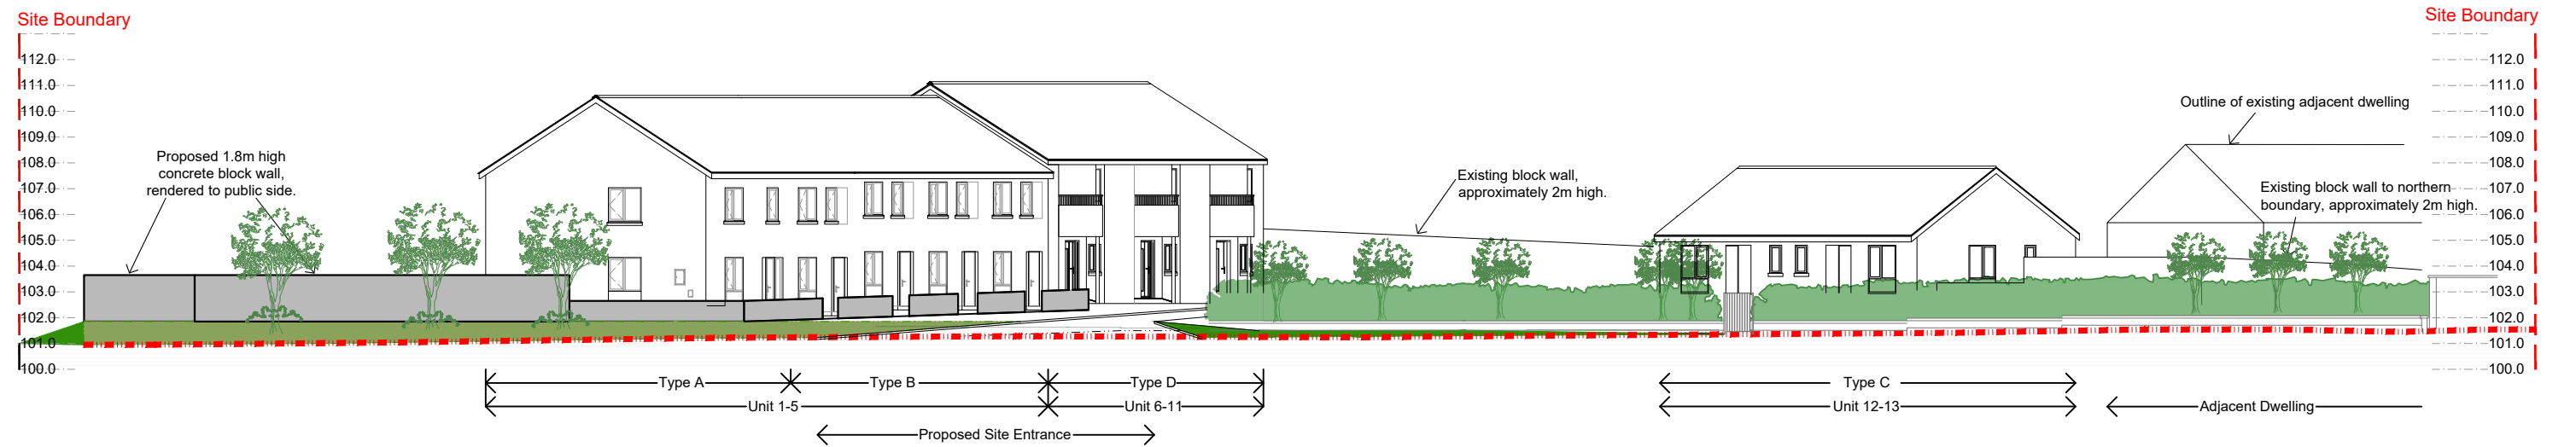 Site Boundary
Site Boundary
112.0
111.0
110.0
109.0
108.0
107.0
106.0
105.0
104.0
103.0
102.0
101.0
100.0
Proposed 1.8m high
concrete block wall,
rendered to public side.
Existing block wall,
approximately 2m high.
Outline of existing adjacent dwelling
Existing block wall to northern
boundary, approximately 2m high.
112.0
111.0
110.0
109.0
108.0
107.0
106.0
105.0
104.0
103.0
102.0
101.0
100.0
Type A
Type B
Type D
Type C
Unit 1-5
Unit 6-11
Unit 12-13
Adjacent Dwelling
Proposed Site Entrance